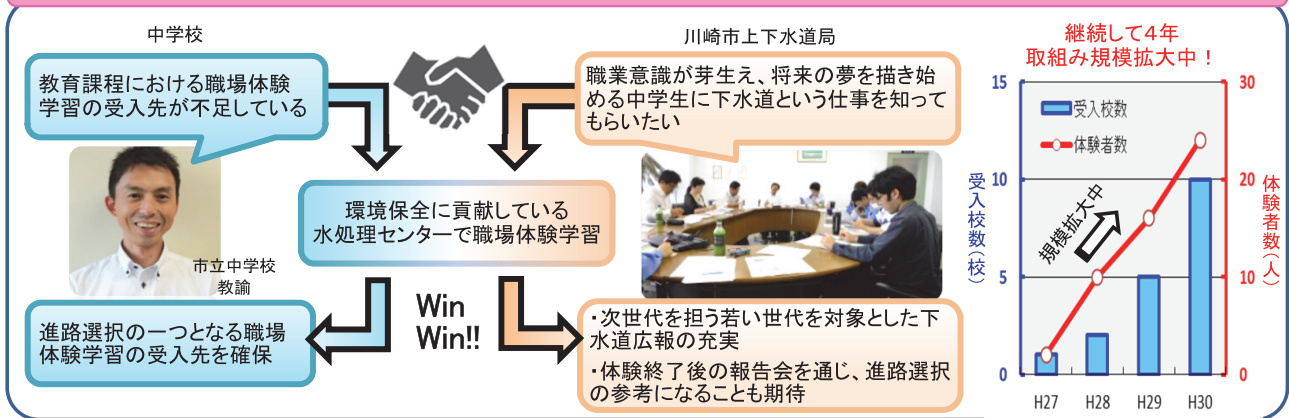 中学校
教育課程における職場体験
学習の受入先が不足している
市立中学校
教諭
川崎市上下水道局
職業意識が芽生え、将来の夢を描き始
める中学生に下水道という仕事を知って
もらいたい
環境保全に貢献している
水処理センターで職場体験学習
Win
Win!!
進路選択の一つとなる職場
体験学習の受入先を確保
・次世代を担う若い世代を対象とした下
水道広報の充実
・体験終了後の報告会を通じ、進路選択
の参考になることも期待
継続して4年
取組み規模拡大中！
受入校数
体験者数
規模拡大中
受入校数(校)
15
10
5
0
体験者数(人)
30
20
10
0
H27 H28 H29 H30